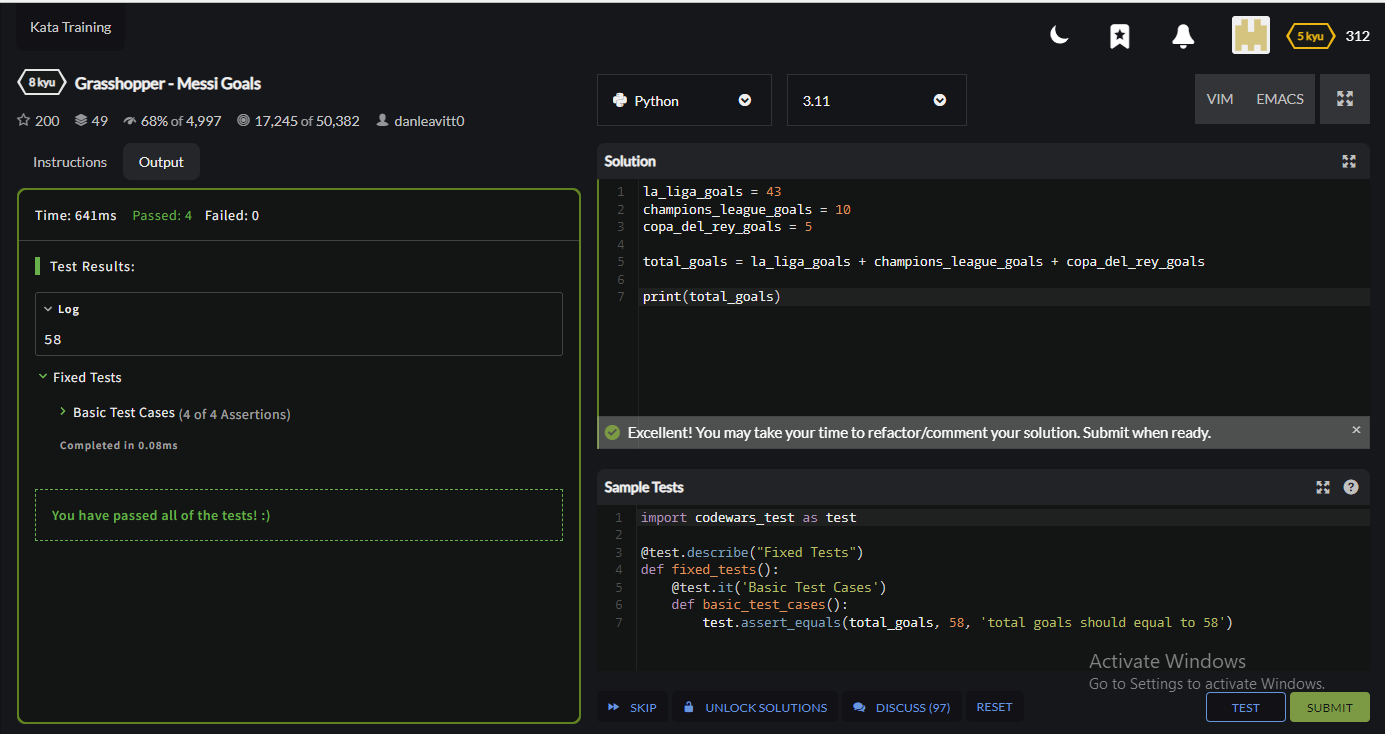 Kata Training
5 kyu 312
8 kyu Grasshopper - Messi Goals
200 49 68% of 4,997 17,245 of 50,382 danleavitt0
Instructions Output
Time: 641ms Passed: 4 Failed: 0
Test Results:
Log
58
Fixed Tests
Basic Test Cases (4 of 4 Assertions)
Completed in 0.08ms
You have passed all of the tests! :)
Python 3.11 VIM EMACS
Solution
1 la_liga_goals = 43
2 champions_league_goals = 10
3 copa_del_rey_goals = 5
4
5 total_goals = la_liga_goals + champions_league_goals + copa_del_rey_goals
6
7 print(total_goals)
Excellent! You may take your time to refactor/comment your solution. Submit when ready. ×
Sample Tests ?
1 import codewars_test as test
2
3 @test.describe("Fixed Tests")
4 def fixed_tests():
5     @test.it('Basic Test Cases')
6     def basic_test_cases():
7         test.assert_equals(total_goals, 58, 'total goals should equal to 58')
Activate Windows
Go to Settings to activate Windows.
SKIP UNLOCK SOLUTIONS DISCUSS (97) RESET TEST SUBMIT